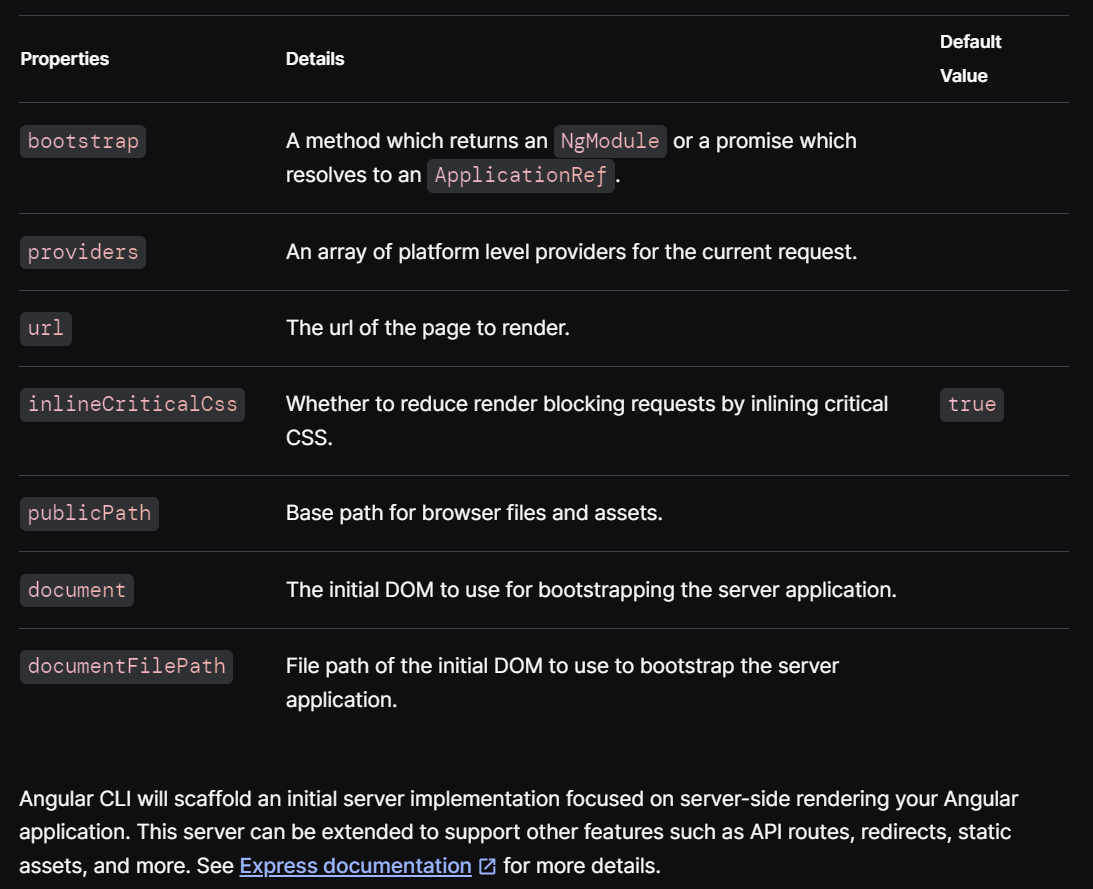 Properties Details Default Value
bootstrap A method which returns an NgModule or a promise which
resolves to an ApplicationRef.
providers An array of platform level providers for the current request.
url The url of the page to render.
inlineCriticalCss Whether to reduce render blocking requests by inlining critical true
CSS.
publicPath Base path for browser files and assets.
document The initial DOM to use for bootstrapping the server application.
documentFilePath File path of the initial DOM to use to bootstrap the server
application.
Angular CLI will scaffold an initial server implementation focused on server-side rendering your Angular
application. This server can be extended to support other features such as API routes, redirects, static
assets, and more. See Express documentation for more details.